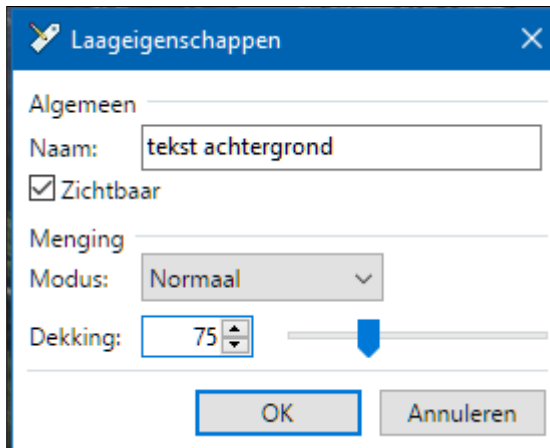 Laageigenschappen
Algemeen
Naam: tekst achtergrond
Zichtbaar
Menging
Modus: Normaal
Dekking: 75
OK Annuleren